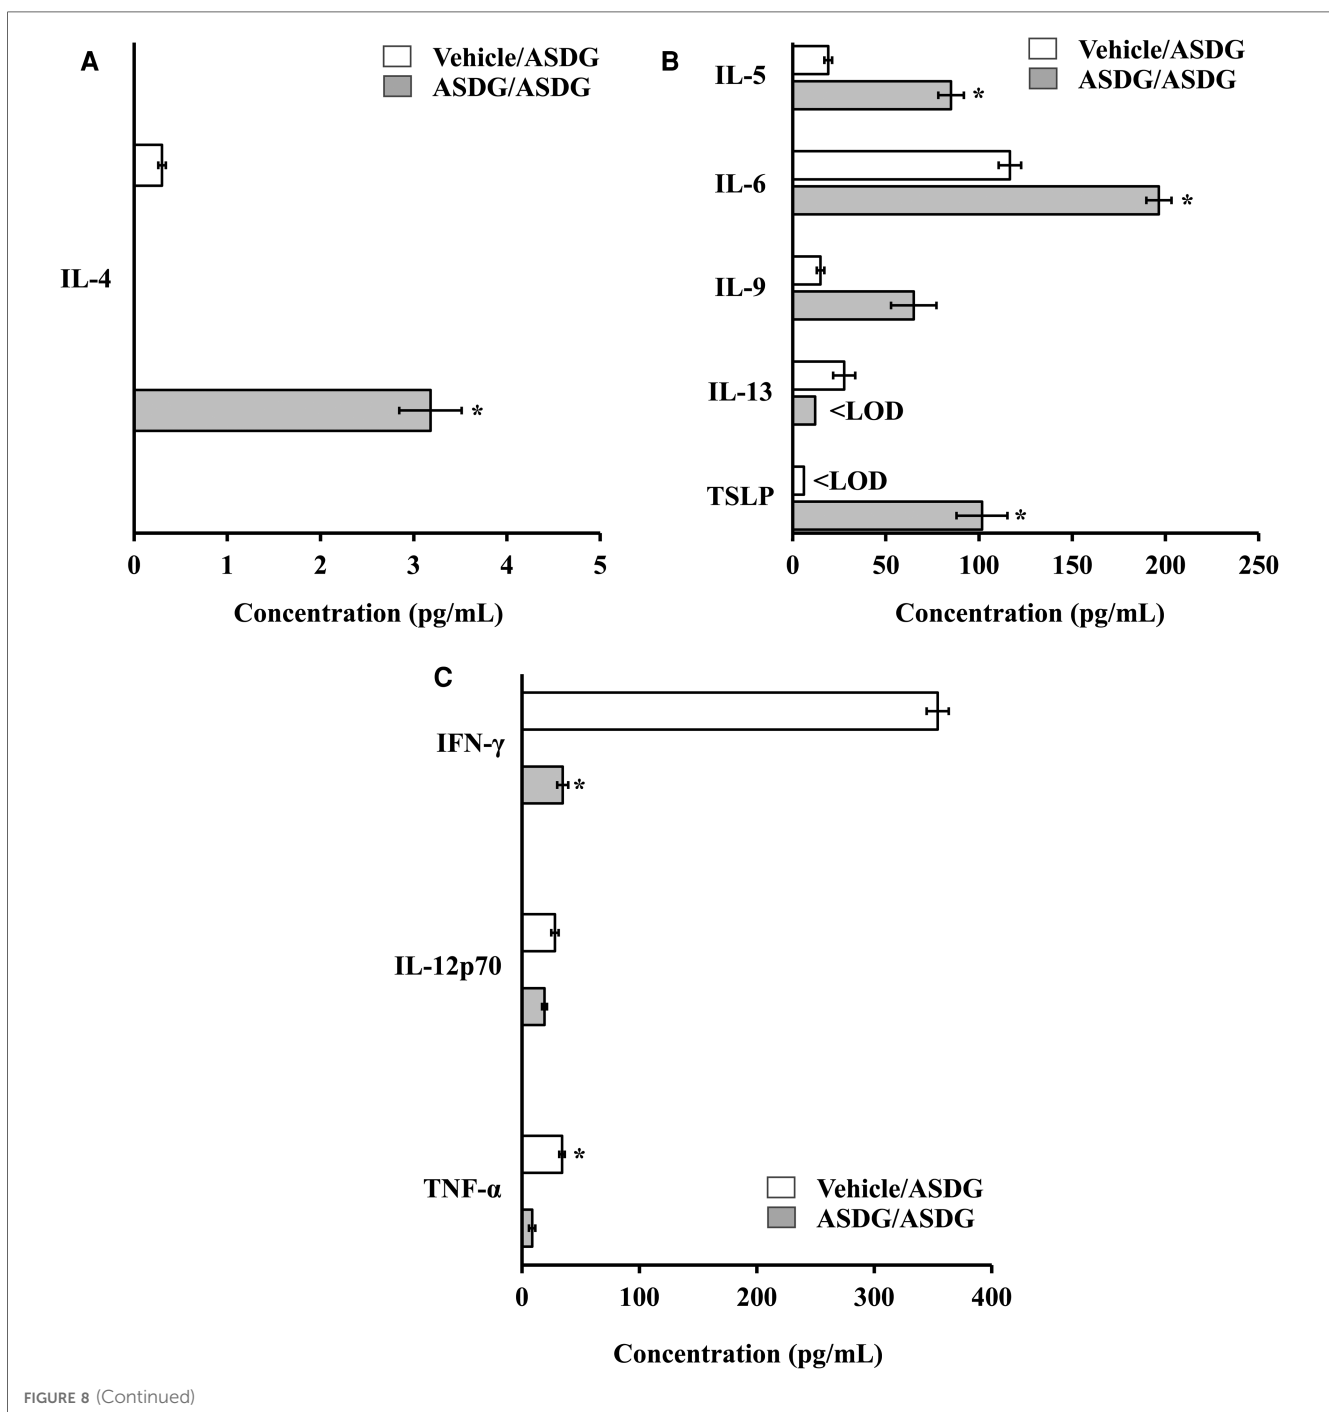 A
Vehicle/ASDG
ASDG/ASDG
IL-4
*
0 1 2 3 4 5
Concentration (pg/mL)
B
Vehicle/ASDG
ASDG/ASDG
IL-5
*
IL-6
*
IL-9
IL-13
<LOD
<LOD
TSLP
*
0 50 100 150 200 250
Concentration (pg/mL)
C
IFN-γ
*
IL-12p70
*
TNF-α
Vehicle/ASDG
ASDG/ASDG
0 100 200 300 400
Concentration (pg/mL)
FIGURE 8 (Continued)